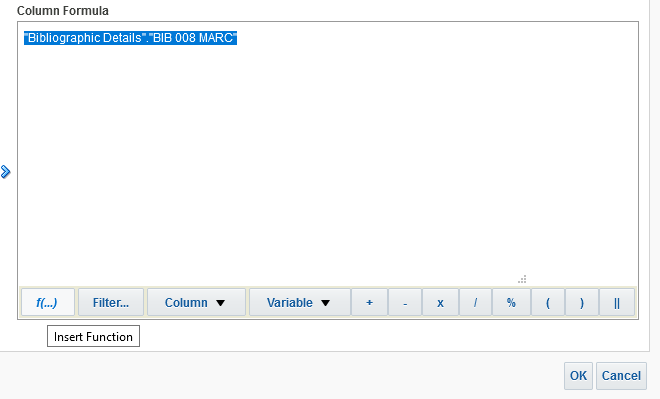 Column Formula
"Bibliographic Details"."BIB 008 MARC"
f(...) Filter... Column Variable + - x / % ( ) ||
Insert Function
OK Cancel